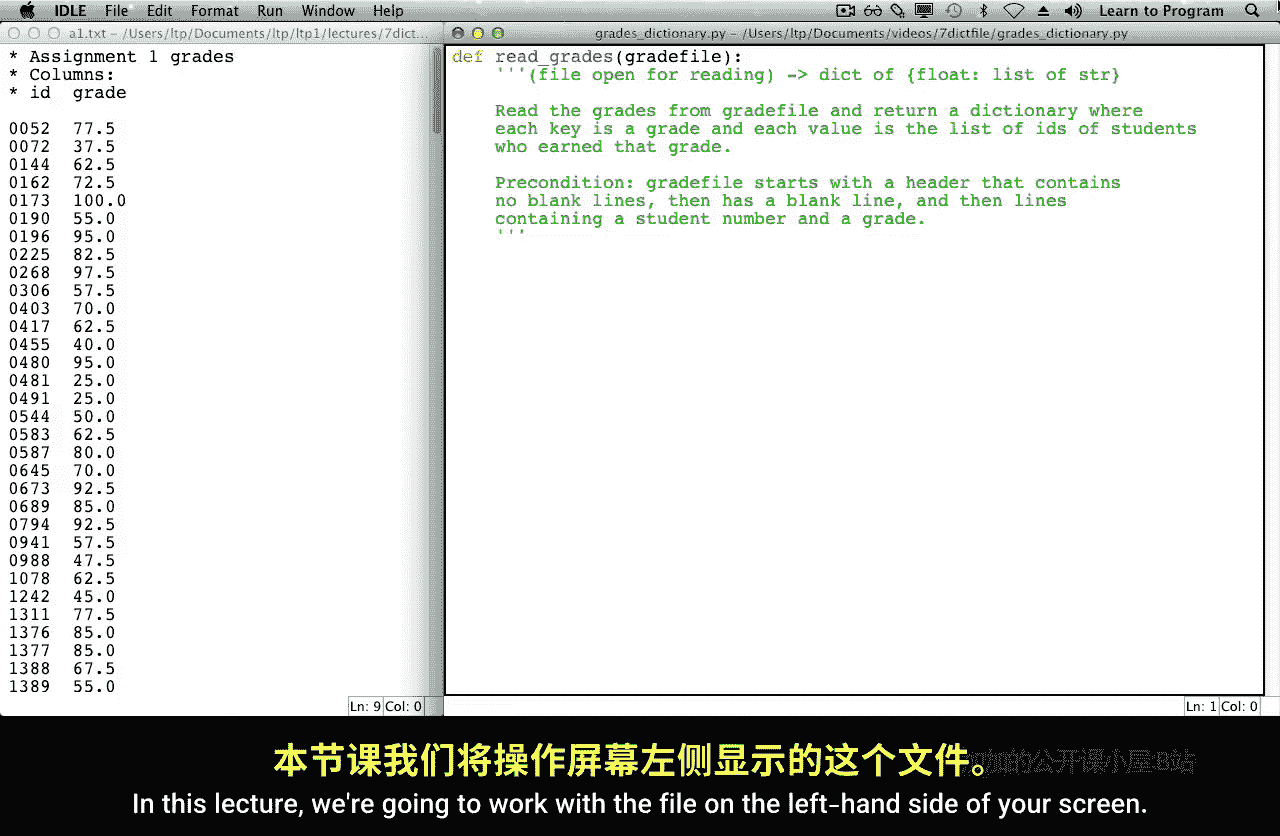 IDLE File Edit Format Run Window Help Learn to Program
a1.txt – /Users/ltp/Documents/ltp/ltp1/lectures/7dict...
* Assignment 1 grades
* Columns:
* id grade
0052 77.5
0072 37.5
0144 62.5
0162 72.5
0173 100.0
0190 55.0
0196 95.0
0225 82.5
0268 97.5
0306 57.5
0403 70.0
0417 62.5
0455 40.0
0480 95.0
0481 25.0
0491 25.0
0544 50.0
0583 62.5
0587 80.0
0645 70.0
0673 92.5
0689 85.0
0794 92.5
0941 57.5
0988 47.5
1078 62.5
1242 45.0
1311 77.5
1376 85.0
1377 85.0
1388 67.5
1389 55.0
Ln: 9 Col: 0
grades_dictionary.py – /Users/ltp/Documents/videos/7dictfile/grades_dictionary.py
def read_grades(gradefile):
'''(file open for reading) -> dict of {float: list of str}
Read the grades from gradefile and return a dictionary where
each key is a grade and each value is the list of ids of students
who earned that grade.
Precondition: gradefile starts with a header that contains
no blank lines, then has a blank line, and then lines
containing a student number and a grade.
'''
Ln: 1 Col: 0
本节课我们将操作屏幕左侧显示的这个文件。
的公开课小屋:B站
In this lecture, we're going to work with the file on the left-hand side of your screen.